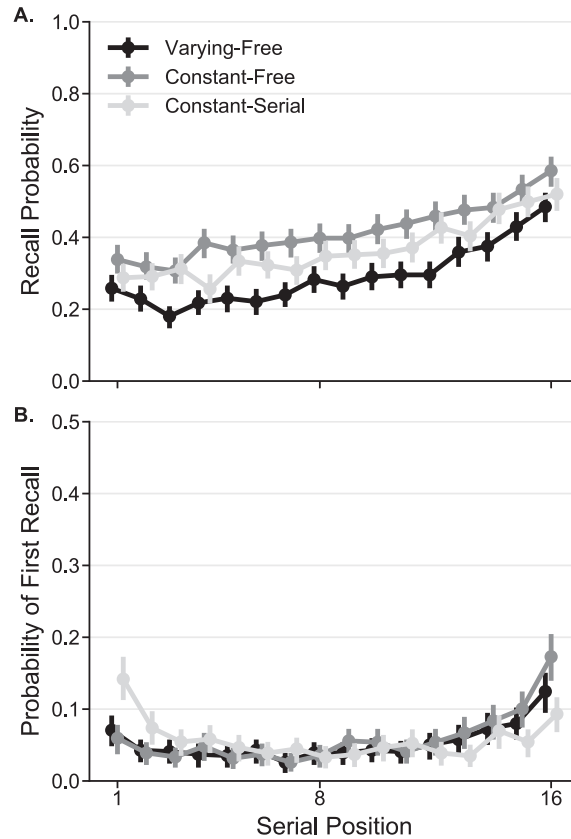 A.
1.0
0.8
0.6
0.4
0.2
0.0
Recall Probability
Varying-Free
Constant-Free
Constant-Serial
B.
0.5
0.4
0.3
0.2
0.1
0.0
Probability of First Recall
1
8
16
Serial Position